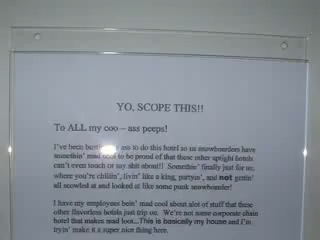 YO, SCOPE THIS!!
To ALL my coo – ass peeps!
I've been bustin' my ass to do this hotel so us snowboarders have
somethin' mad cool to be proud of that these other uptight hotels
can't even touch or say shit about!! Somethin' finally just for us,
where you're chillin', livin' like a king, partyin', and not gettin'
all scowled at and looked at like some punk snowboarder!
I have my employees bein' mad cool about alot of stuff that these
other flavorless hotels just trip on. We're not some corporate chain
hotel that makes mad loot...This is basically my house and I'm
tryin' make it a super nice thing here.